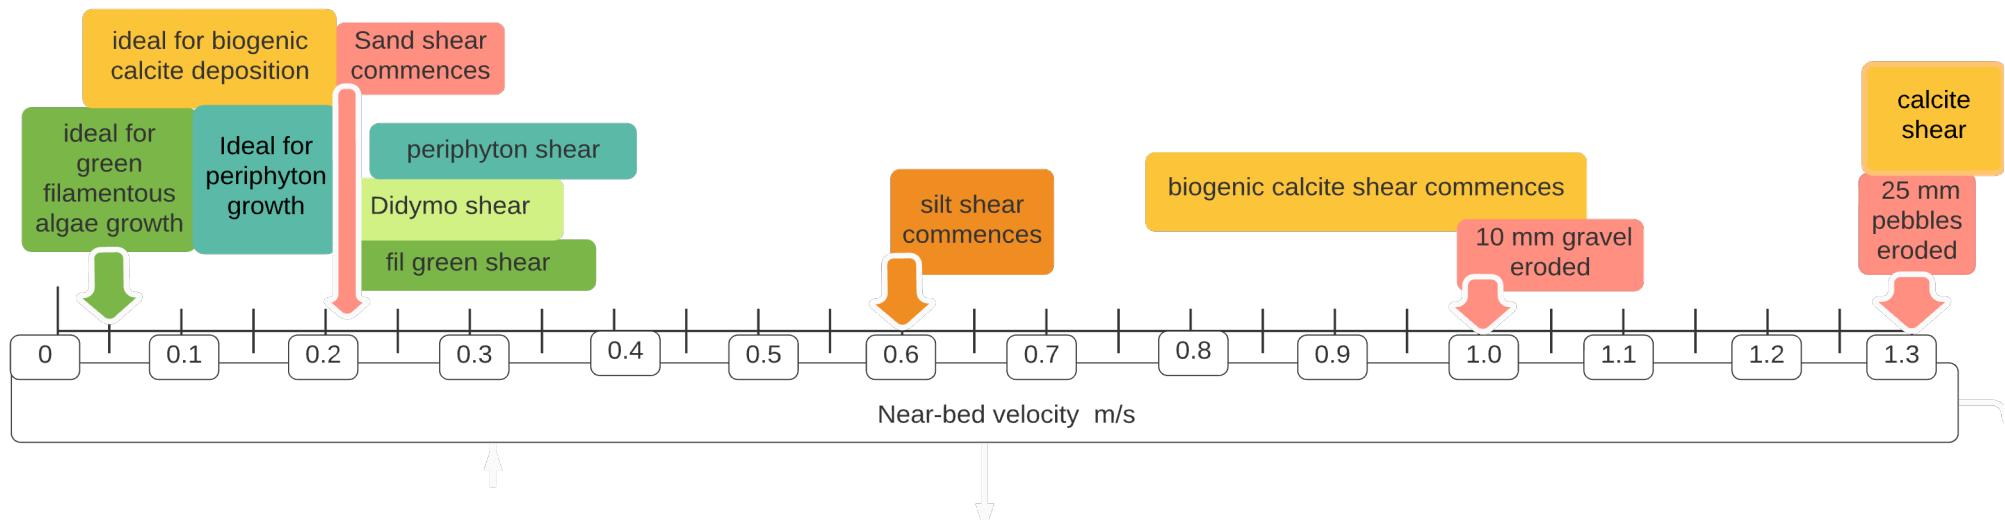 ideal for biogenic
calcite deposition
Sand shear
commences
ideal for
green
filamentous
algae growth
Ideal for
periphyton
growth
periphyton shear
Didymo shear
fil green shear
silt shear
commences
biogenic calcite shear commences
10 mm gravel
eroded
calcite
shear
25 mm
pebbles
eroded
0
0.1
0.2
0.3
0.4
0.5
0.6
0.7
0.8
0.9
1.0
1.1
1.2
1.3
Near-bed velocity  m/s